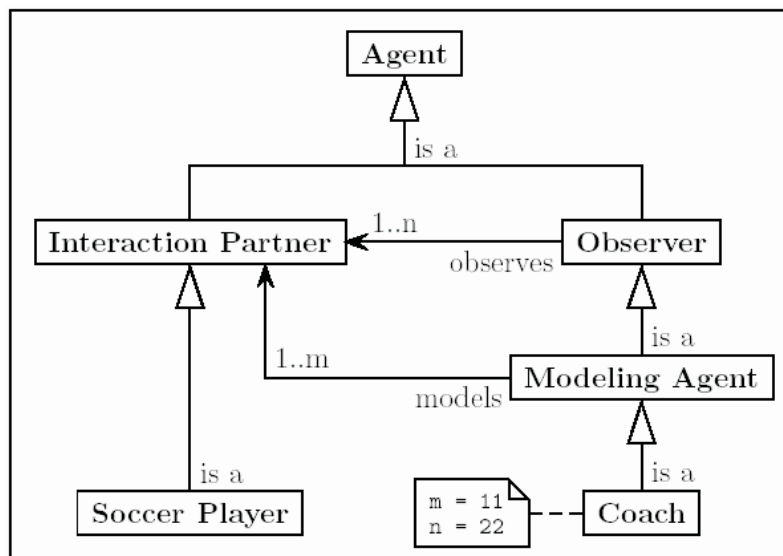 Agent
is a
Interaction Partner
1..n
observes
Observer
is a
1..m
models
Modeling Agent
is a
is a
Soccer Player
m = 11
n = 22
Coach